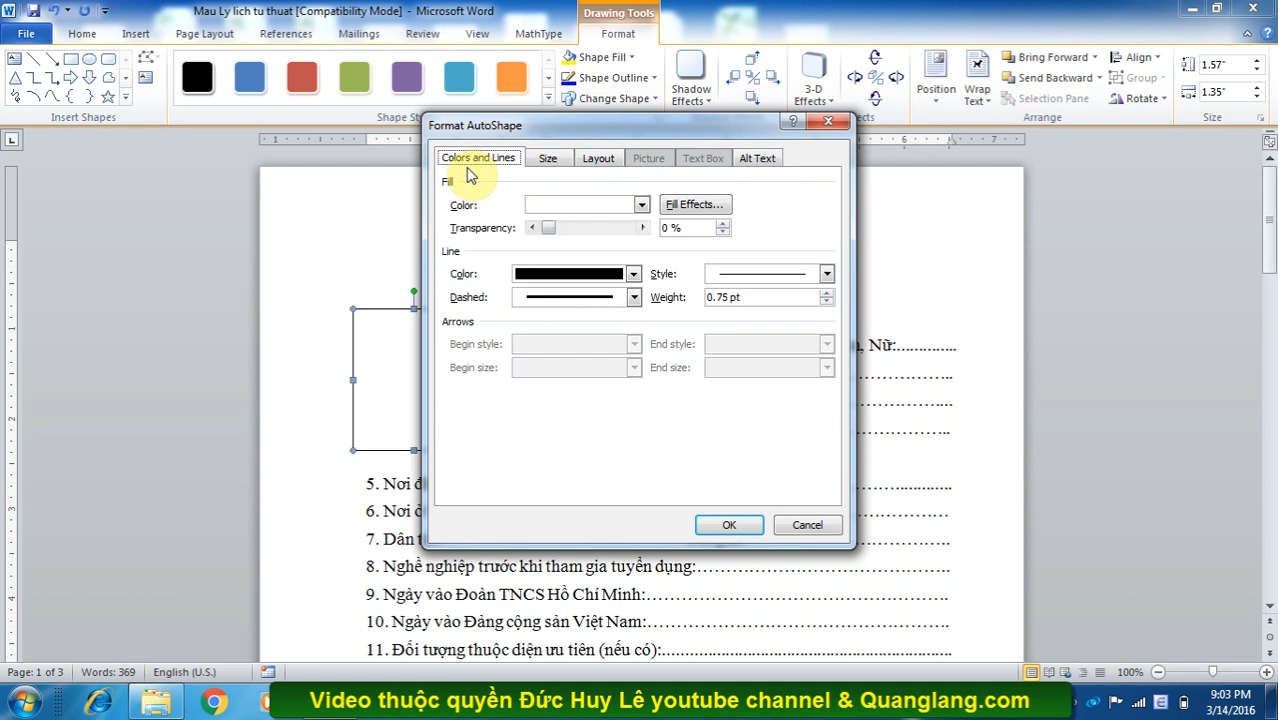 Mau Ly lich tu thuat [Compatibility Mode] - Microsoft Word
Drawing Tools
File Home Insert Page Layout References Mailings Review MathType View Format
Shape Fill
Shape Outline
Change Shape
Shadow Effects
3-D Effects
Position
Wrap Text
Bring Forward
Send Backward
Selection Pane
Align
Group
Rotate
1.57"
1.35"
Insert Shapes
Size
Format AutoShape
Colors and Lines Size Layout Picture Text Box Alt Text
Fill
Color:
Fill Effects...
Transparency:
0 %
Line
Color:
Style:
Dashed:
Weight:
0.75 pt
Arrows
Begin style:
End style:
Begin size:
End size:
OK
Cancel
Nữ:..............
5. Nơi
6. Nơi
7. Dân
8. Nghề nghiệp trước khi tham gia tuyển dụng:
9. Ngày vào Đoàn TNCS Hồ Chí Minh:
10. Ngày vào Đảng cộng sản Việt Nam:
11. Đối tượng thuộc diện ưu tiên (nếu có):
Page: 1 of 3
Words: 369
English (U.S.)
100%
Video thuộc quyền Đức Huy Lê youtube channel & Quanglang.com
9:03 PM
3/14/2016